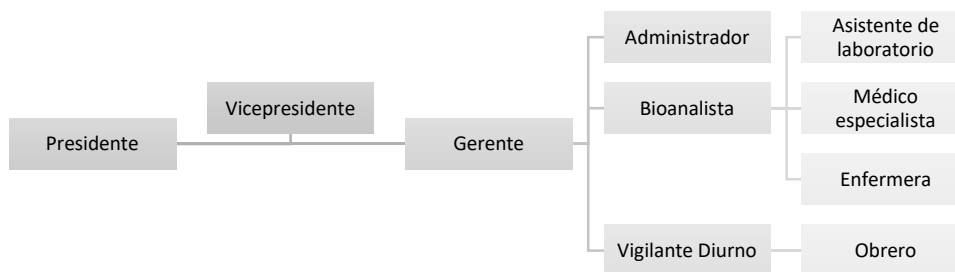 Presidente
Vicepresidente
Gerente
Administrador
Bioanalista
Asistente de
laboratorio
Médico
especialista
Enfermera
Vigilante Diurno
Obrero